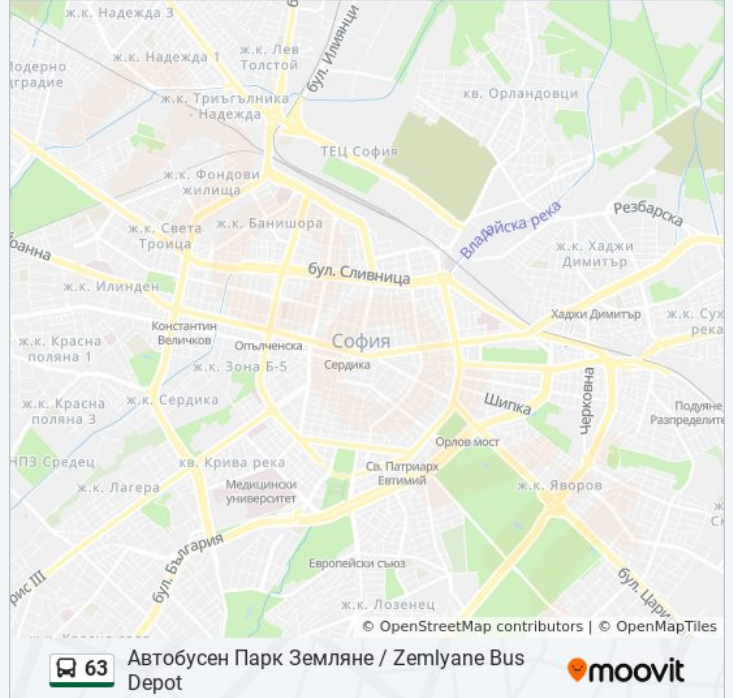 ж.к. Надежда 3
бул. Илиянци
ж.к. Надежда 1
ж.к. Лев
Толстой
ж.к. Триъгълника
- Надежда
кв. Орландовци
ТЕЦ София
ж.к. Фондови
жилища
Резбарска
Владайска река
ж.к. Света
Троица
ж.к. Банишора
ж.к. Хаджи
Димитър
бул. Сливница
ж.к. Илинден
Константин
Величков
Хаджи Димитър
ж.к. Сух
река
ж.к. Красна
поляна 1
Опълченска
София
Сердика
ж.к. Зона Б-5
ж.к. Красна
поляна 3
ж.к. Сердика
Шипка
Черковна
Подуяне
Разпределите
Орлов мост
НПЗ Средец
кв. Крива река
Св. Патриарх
Евтимий
ж.к. Лагера
Медицински
университет
ж.к. Яворов
бул. България
Европейски съюз
рис III
бул. Цари
ж.к. Лозенец
© OpenStreetMap contributors | © OpenMapTiles
63
Автобусен Парк Земляне / Zemlyane Bus
Depot
moovit